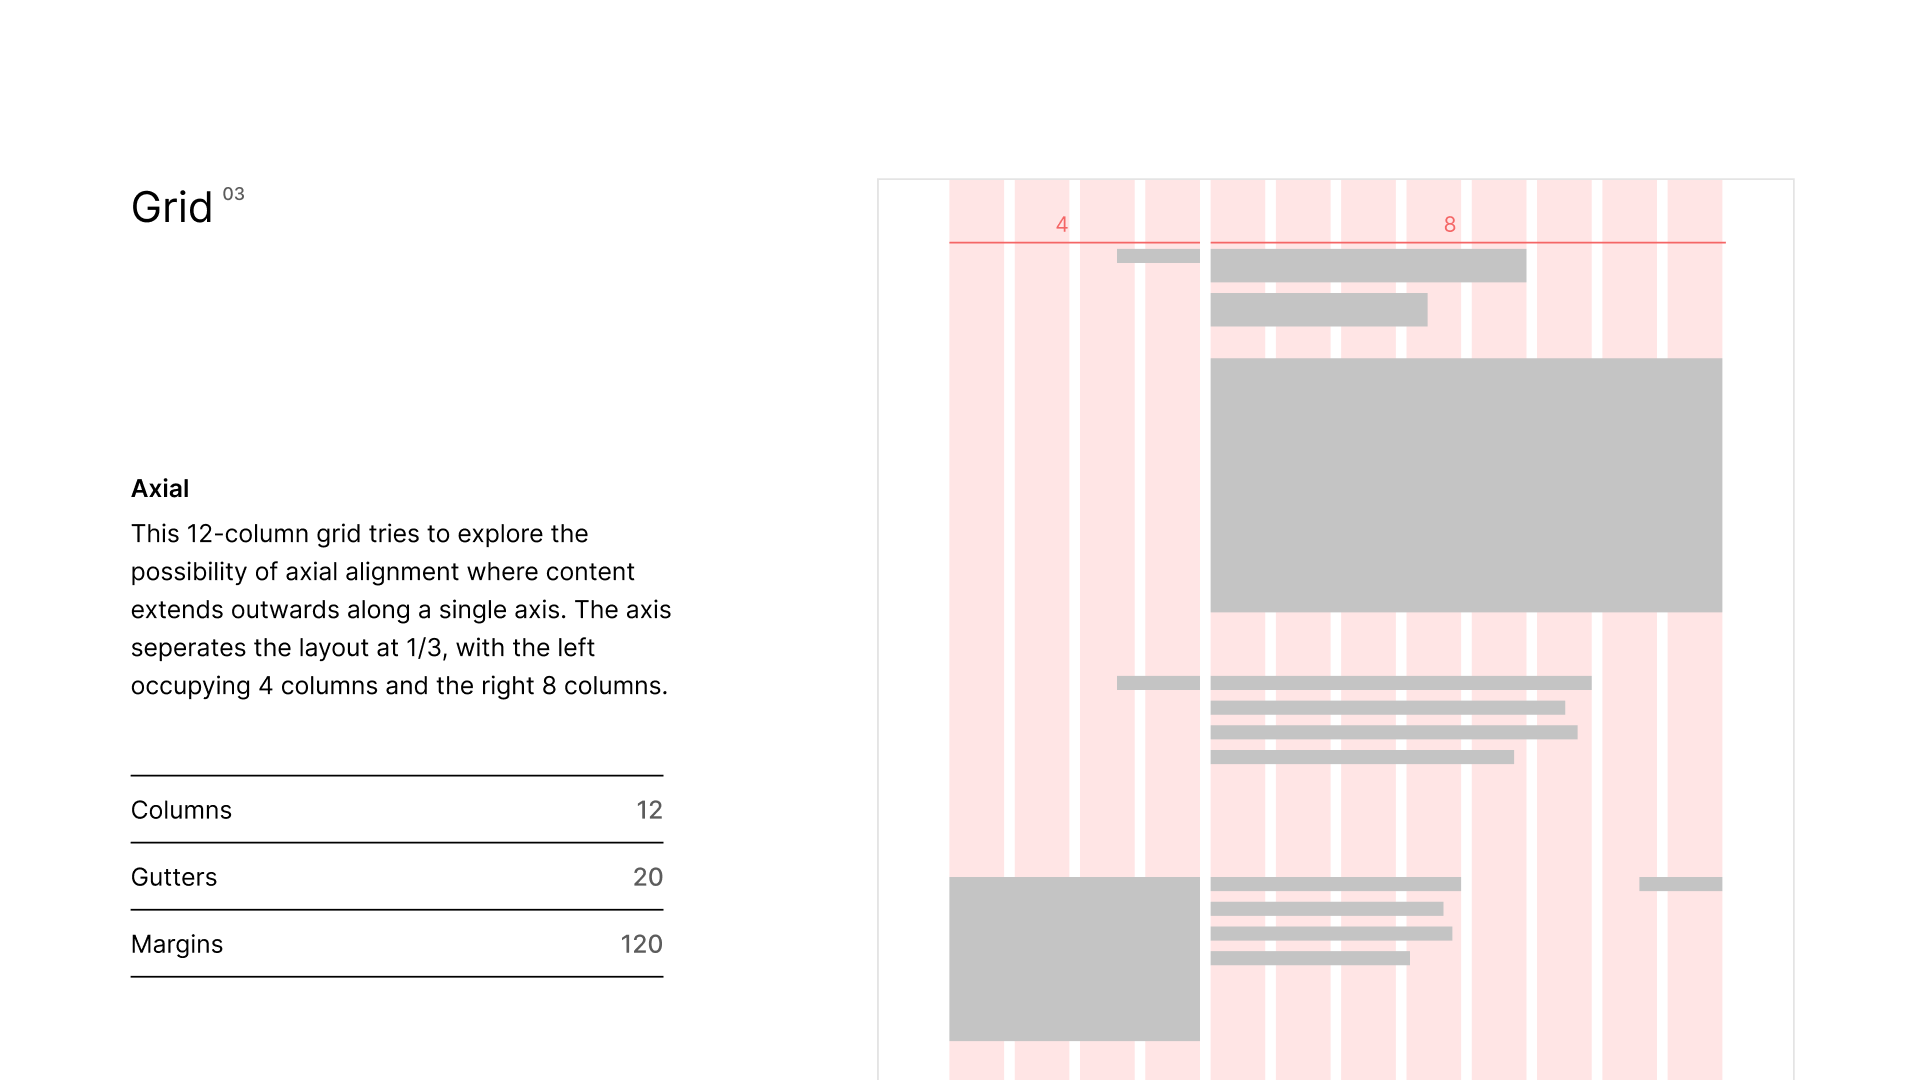 Grid 03
Axial
This 12-column grid tries to explore the
possibility of axial alignment where content
extends outwards along a single axis. The axis
seperates the layout at 1/3, with the left
occupying 4 columns and the right 8 columns.
Columns 12
Gutters 20
Margins 120
4 8